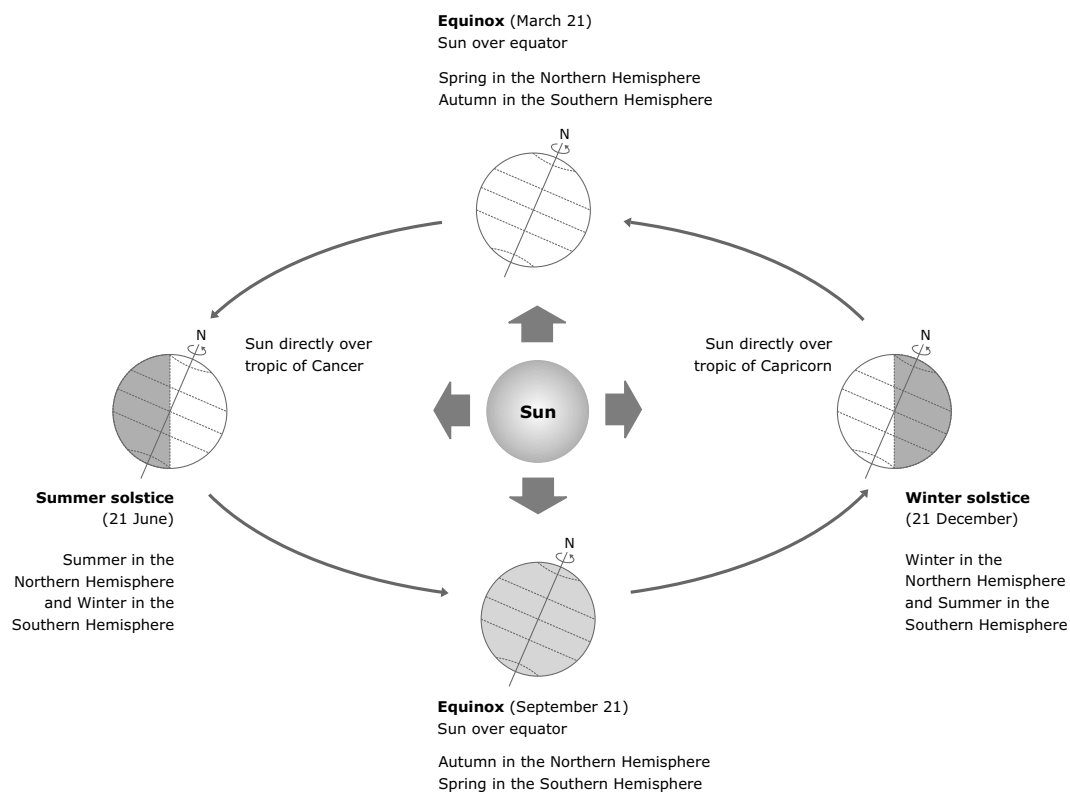 Equinox (March 21)
Sun over equator
Spring in the Northern Hemisphere
Autumn in the Southern Hemisphere
N
N
Sun directly over
tropic of Cancer
Sun directly over
tropic of Capricorn
N
Sun
Summer solstice
(21 June)
Summer in the
Northern Hemisphere
and Winter in the
Southern Hemisphere
Winter solstice
(21 December)
Winter in the
Northern Hemisphere
and Summer in the
Southern Hemisphere
N
Equinox (September 21)
Sun over equator
Autumn in the Northern Hemisphere
Spring in the Southern Hemisphere